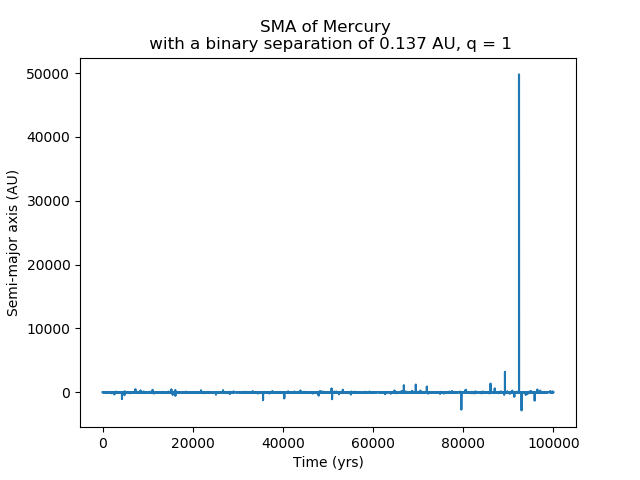 SMA of Mercury
with a binary separation of 0.137 AU, q = 1
50000
40000
30000
20000
10000
0
Semi-major axis (AU)
0 20000 40000 60000 80000 100000
Time (yrs)